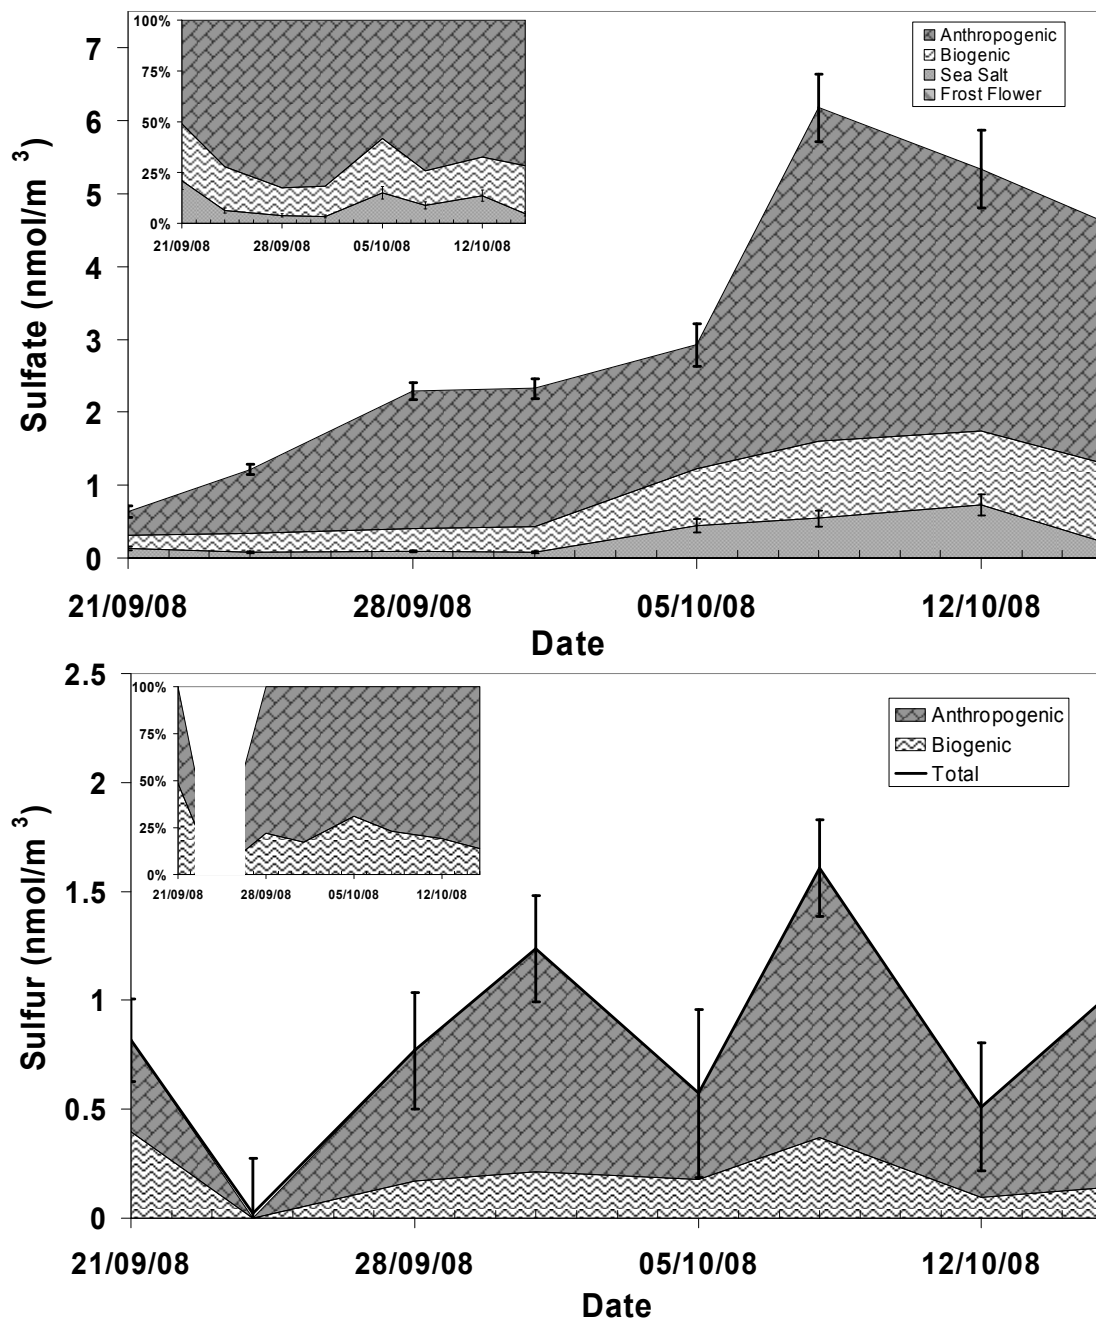 7
6
5
4
3
2
1
0
Sulfate (nmol/m 3)
100%
75%
50%
25%
0%
21/09/08 28/09/08 05/10/08 12/10/08
Anthropogenic
Biogenic
Sea Salt
Frost Flower
21/09/08 28/09/08 05/10/08 12/10/08
Date
2.5
2
1.5
1
0.5
0
Sulfur (nmol/m 3)
100%
75%
50%
25%
0%
21/09/08 28/09/08 05/10/08 12/10/08
Anthropogenic
Biogenic
Total
21/09/08 28/09/08 05/10/08 12/10/08
Date